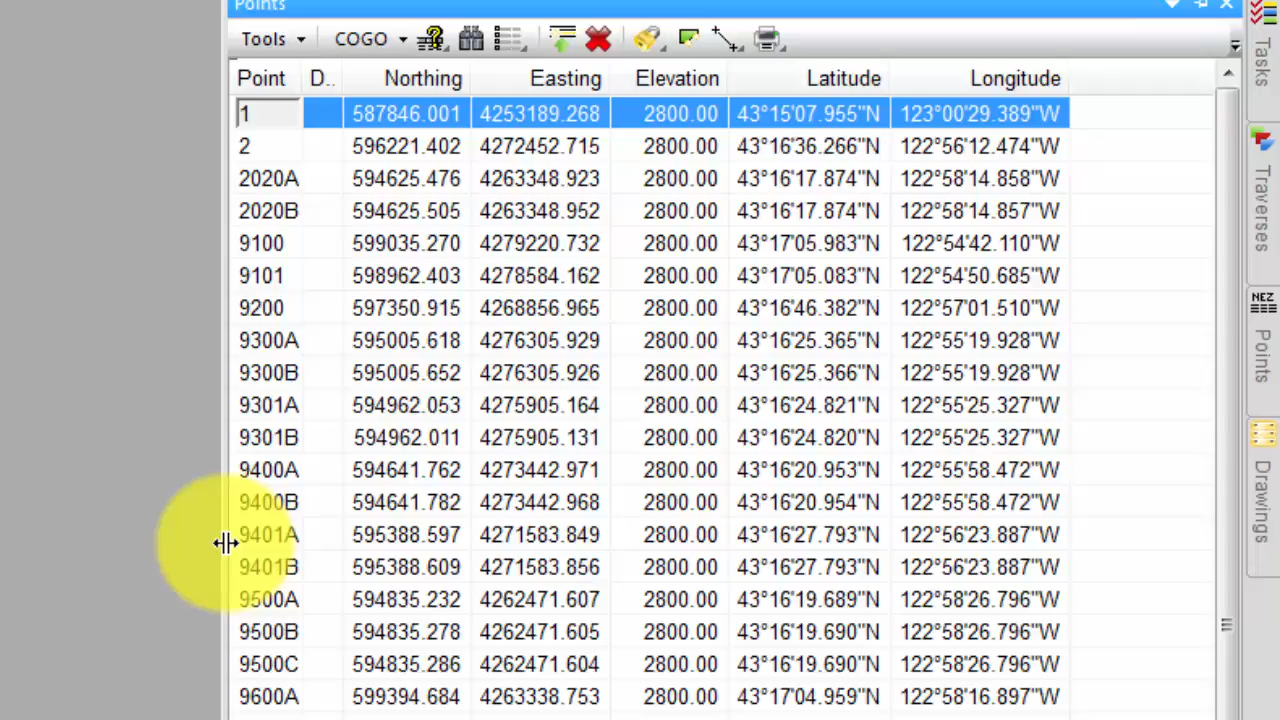 Points
Tools COGO
Point D.. Northing Easting Elevation Latitude Longitude
1 587846.001 4253189.268 2800.00 43°15'07.955"N 123°00'29.389"W
2 596221.402 4272452.715 2800.00 43°16'36.266"N 122°56'12.474"W
2020A 594625.476 4263348.923 2800.00 43°16'17.874"N 122°58'14.858"W
2020B 594625.505 4263348.952 2800.00 43°16'17.874"N 122°58'14.857"W
9100 599035.270 4279220.732 2800.00 43°17'05.983"N 122°54'42.110"W
9101 598962.403 4278584.162 2800.00 43°17'05.083"N 122°54'50.685"W
9200 597350.915 4268856.965 2800.00 43°16'46.382"N 122°57'01.510"W
9300A 595005.618 4276305.929 2800.00 43°16'25.365"N 122°55'19.928"W
9300B 595005.652 4276305.926 2800.00 43°16'25.366"N 122°55'19.928"W
9301A 594962.053 4275905.164 2800.00 43°16'24.821"N 122°55'25.327"W
9301B 594962.011 4275905.131 2800.00 43°16'24.820"N 122°55'25.327"W
9400A 594641.762 4273442.971 2800.00 43°16'20.953"N 122°55'58.472"W
9400B 594641.782 4273442.968 2800.00 43°16'20.954"N 122°55'58.472"W
9401A 595388.597 4271583.849 2800.00 43°16'27.793"N 122°56'23.887"W
9401B 595388.609 4271583.856 2800.00 43°16'27.793"N 122°56'23.887"W
9500A 594835.232 4262471.607 2800.00 43°16'19.689"N 122°58'26.796"W
9500B 594835.278 4262471.605 2800.00 43°16'19.690"N 122°58'26.796"W
9500C 594835.286 4262471.604 2800.00 43°16'19.690"N 122°58'26.796"W
9600A 599394.684 4263338.753 2800.00 43°17'04.959"N 122°58'16.897"W
Tasks
Traverses
NEZ
Points
Drawings